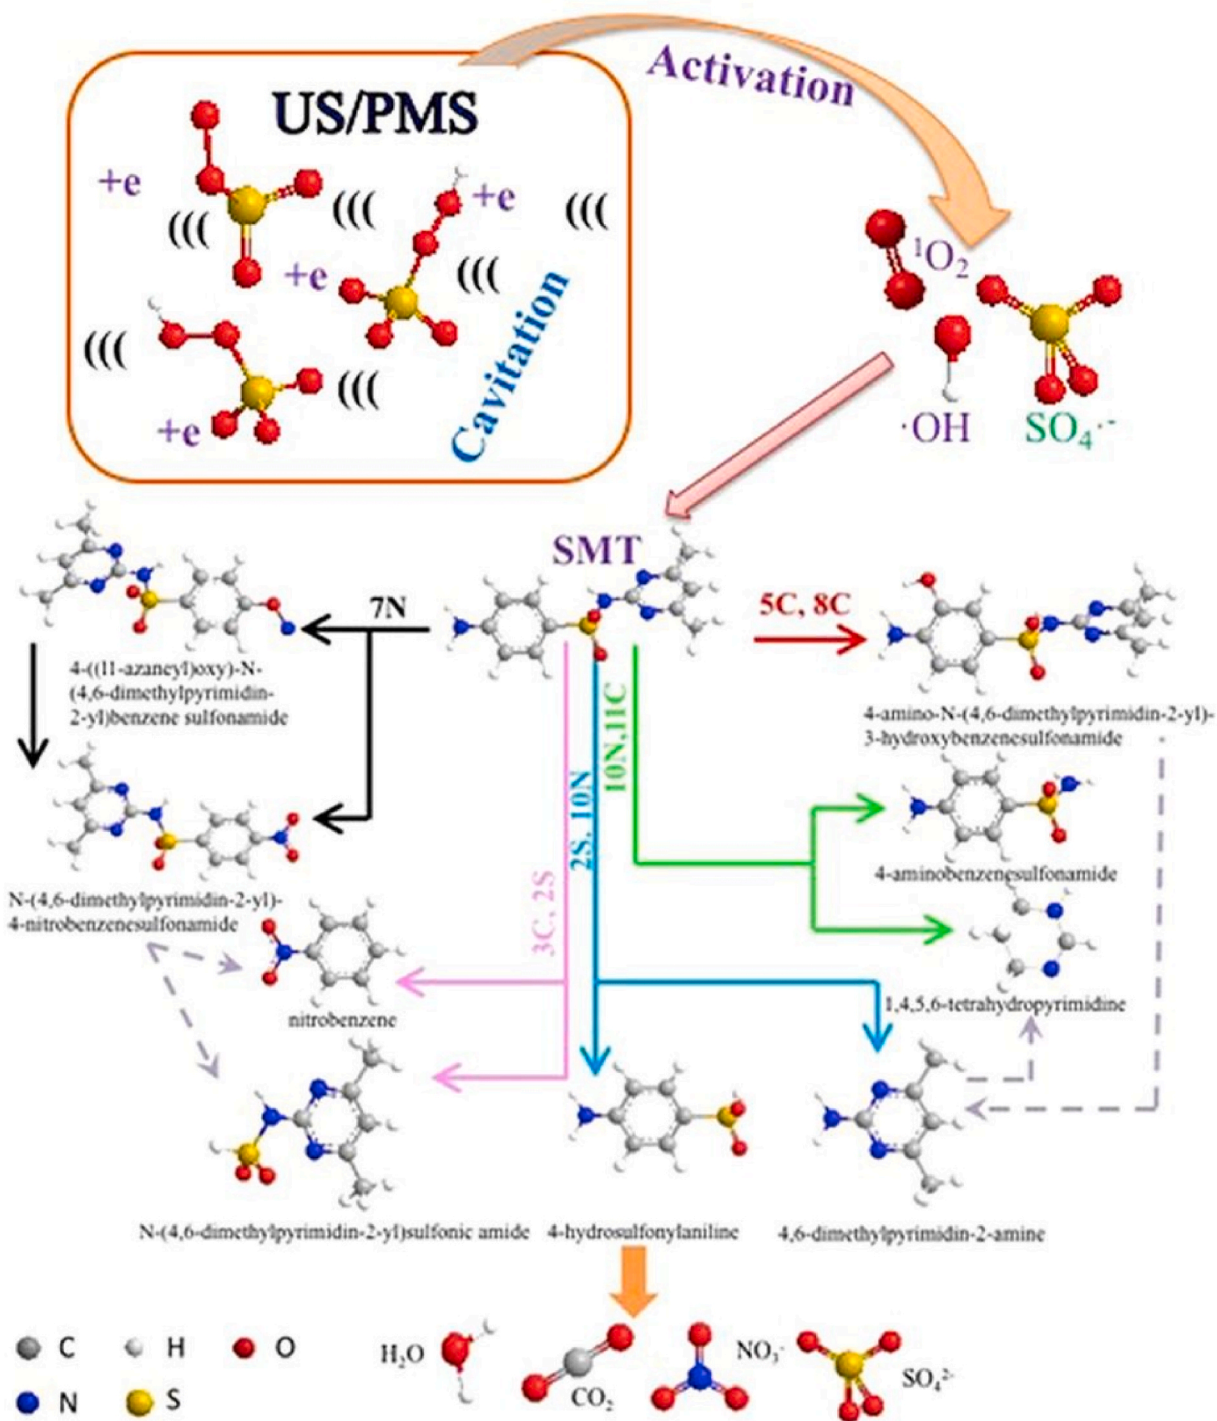 US/PMS
Activation
+e
(((
(((
+e
(((
+e
(((
Cavitation
(((
(((
+e
¹O₂
·OH
SO₄·⁻
SMT
7N
5C, 8C
4-((l1-azancyl)oxy)-N-
(4,6-dimethylpyrimidin-
2-yl)benzene sulfonamide
4-amino-N-(4,6-dimethylpyrimidin-2-yl)-
3-hydroxybenzenesulfonamide
10N,11C
2S, 10N
3C, 2S
4-aminobenzenesulfonamide
N-(4,6-dimethylpyrimidin-2-yl)-
4-nitrobenzenesulfonamide
nitrobenzene
1,4,5,6-tetrahydropyrimidine
N-(4,6-dimethylpyrimidin-2-yl)sulfonic amide
4-hydrosulfonylaniline
4,6-dimethylpyrimidin-2-amine
C
H
O
N
S
H₂O
CO₂
NO₃⁻
SO₄²⁻